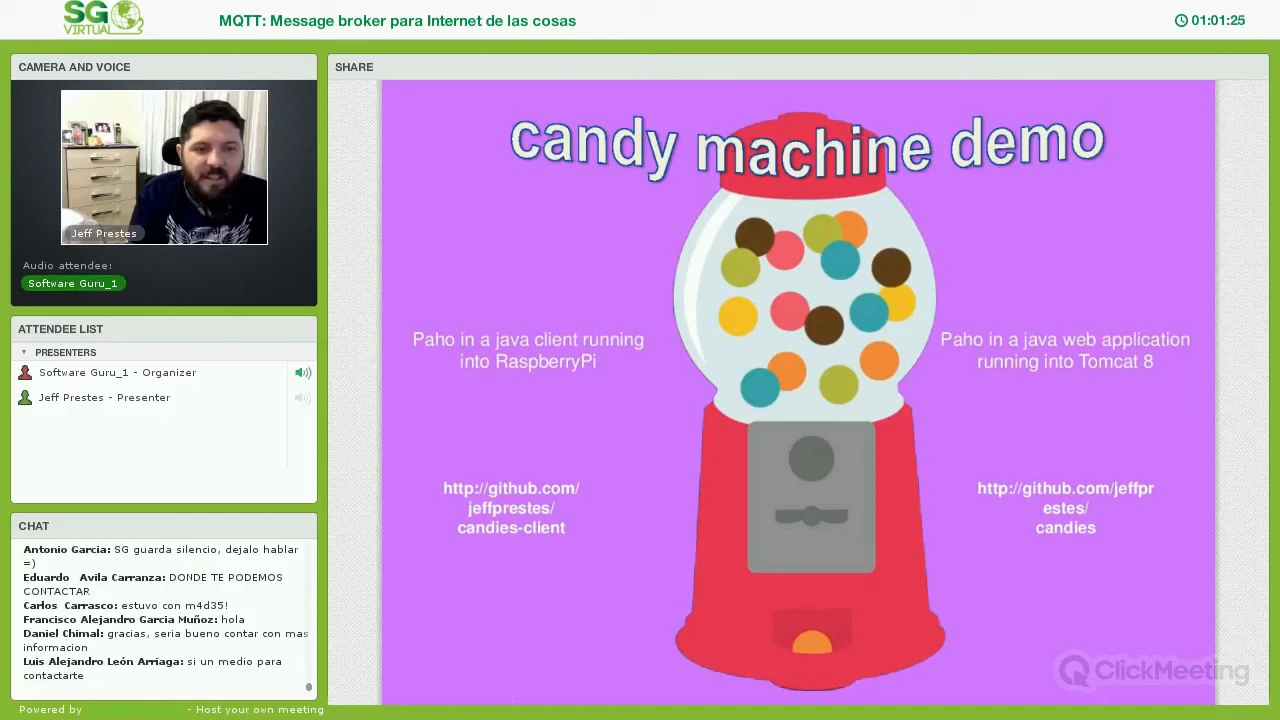 SG
VIRTUAL
MQTT: Message broker para Internet de las cosas
01:01:25
CAMERA AND VOICE
Jeff Prestes
Audio attendee:
Software Guru_1
ATTENDEE LIST
PRESENTERS
Software Guru_1 - Organizer
Jeff Prestes - Presenter
CHAT
Antonio Garcia: SG guarda silencio, dejalo hablar
=)
Eduardo Avila Carranza: DONDE TE PODEMOS
CONTACTAR
Carlos Carrasco: estuvo con m4d35!
Francisco Alejandro Garcia Muñoz: hola
Daniel Chimal: gracias, seria bueno contar con mas
informacion
Luis Alejandro León Arriaga: si un medio para
contactarte
Powered by
- Host your own meeting
SHARE
candy machine demo
Paho in a java client running
into RaspberryPi
http://github.com/
jeffprestes/
candies-client
Paho in a java web application
running into Tomcat 8
http://github.com/jeffpr
estes/
candies
ClickMeeting